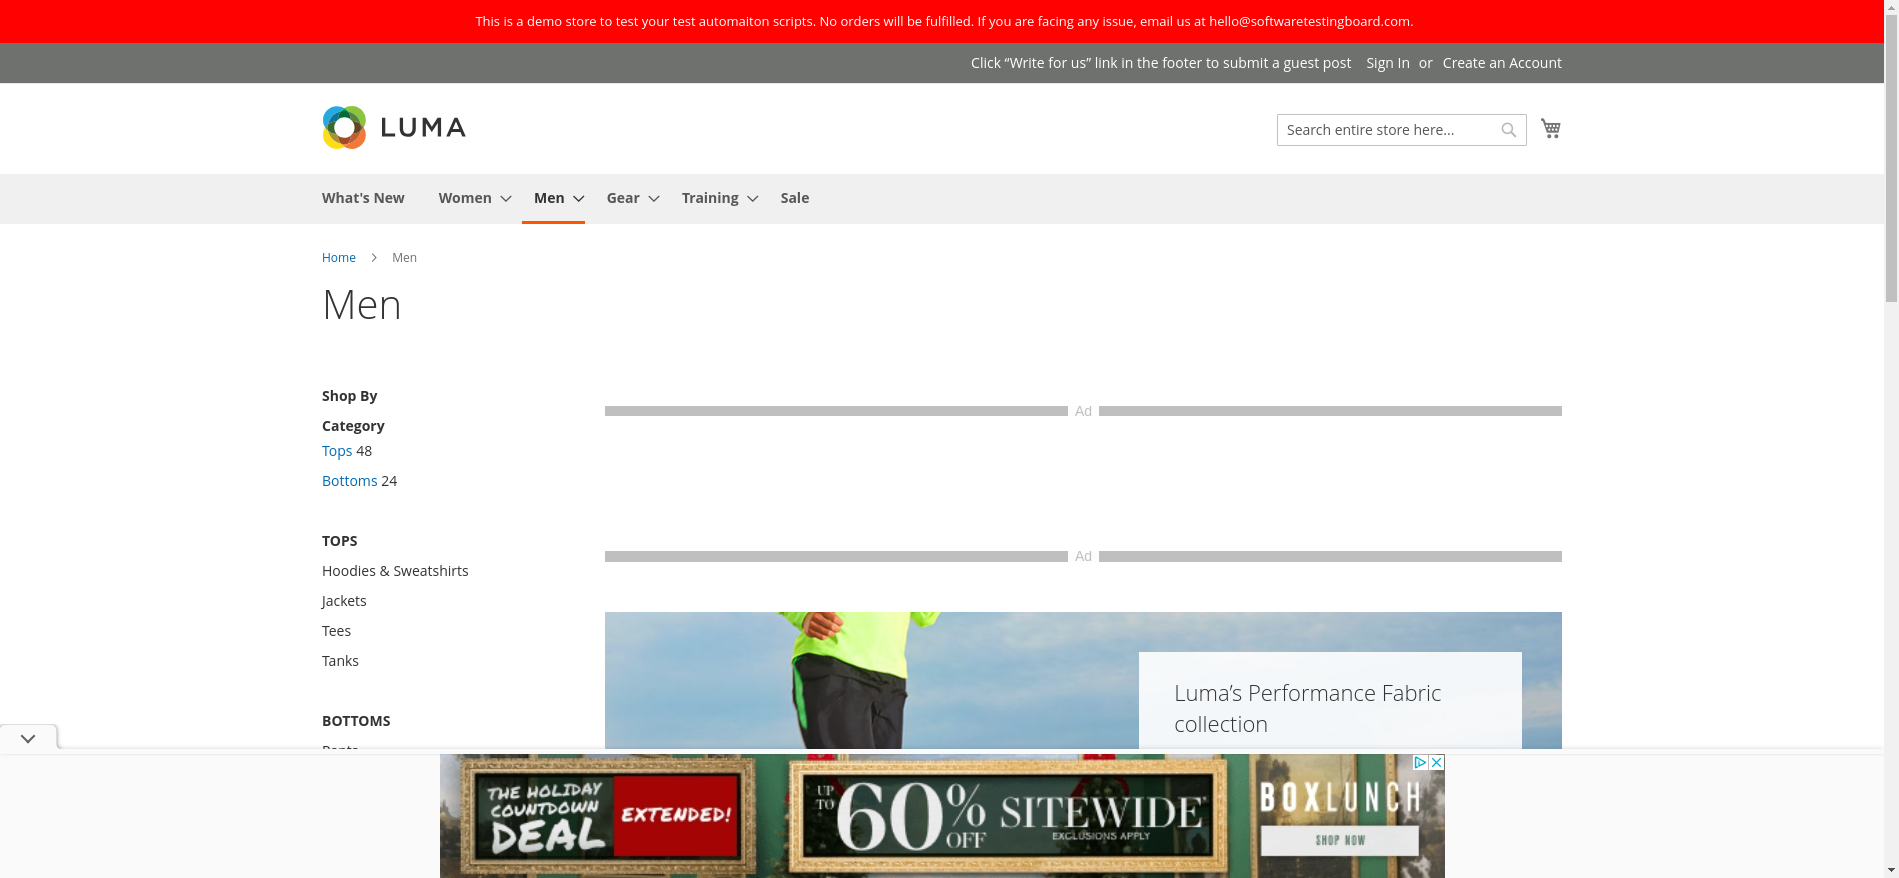 This is a demo store to test your test automaiton scripts. No orders will be fulfilled. If you are facing any issue, email us at hello@softwaretestingboard.com.
Click “Write for us” link in the footer to submit a guest post Sign In or Create an Account
LUMA
Search entire store here...
What's New Women Men Gear Training Sale
Home Men
Men
Shop By
Category
Tops 48
Bottoms 24
TOPS
Hoodies & Sweatshirts
Jackets
Tees
Tanks
BOTTOMS
Ad
Ad
Luma’s Performance Fabric
collection
THE HOLIDAY
COUNTDOWN
DEAL
EXTENDED!
UP
TO
60%
OFF
SITEWIDE
EXCLUSIONS APPLY
BOXLUNCH
SHOP NOW